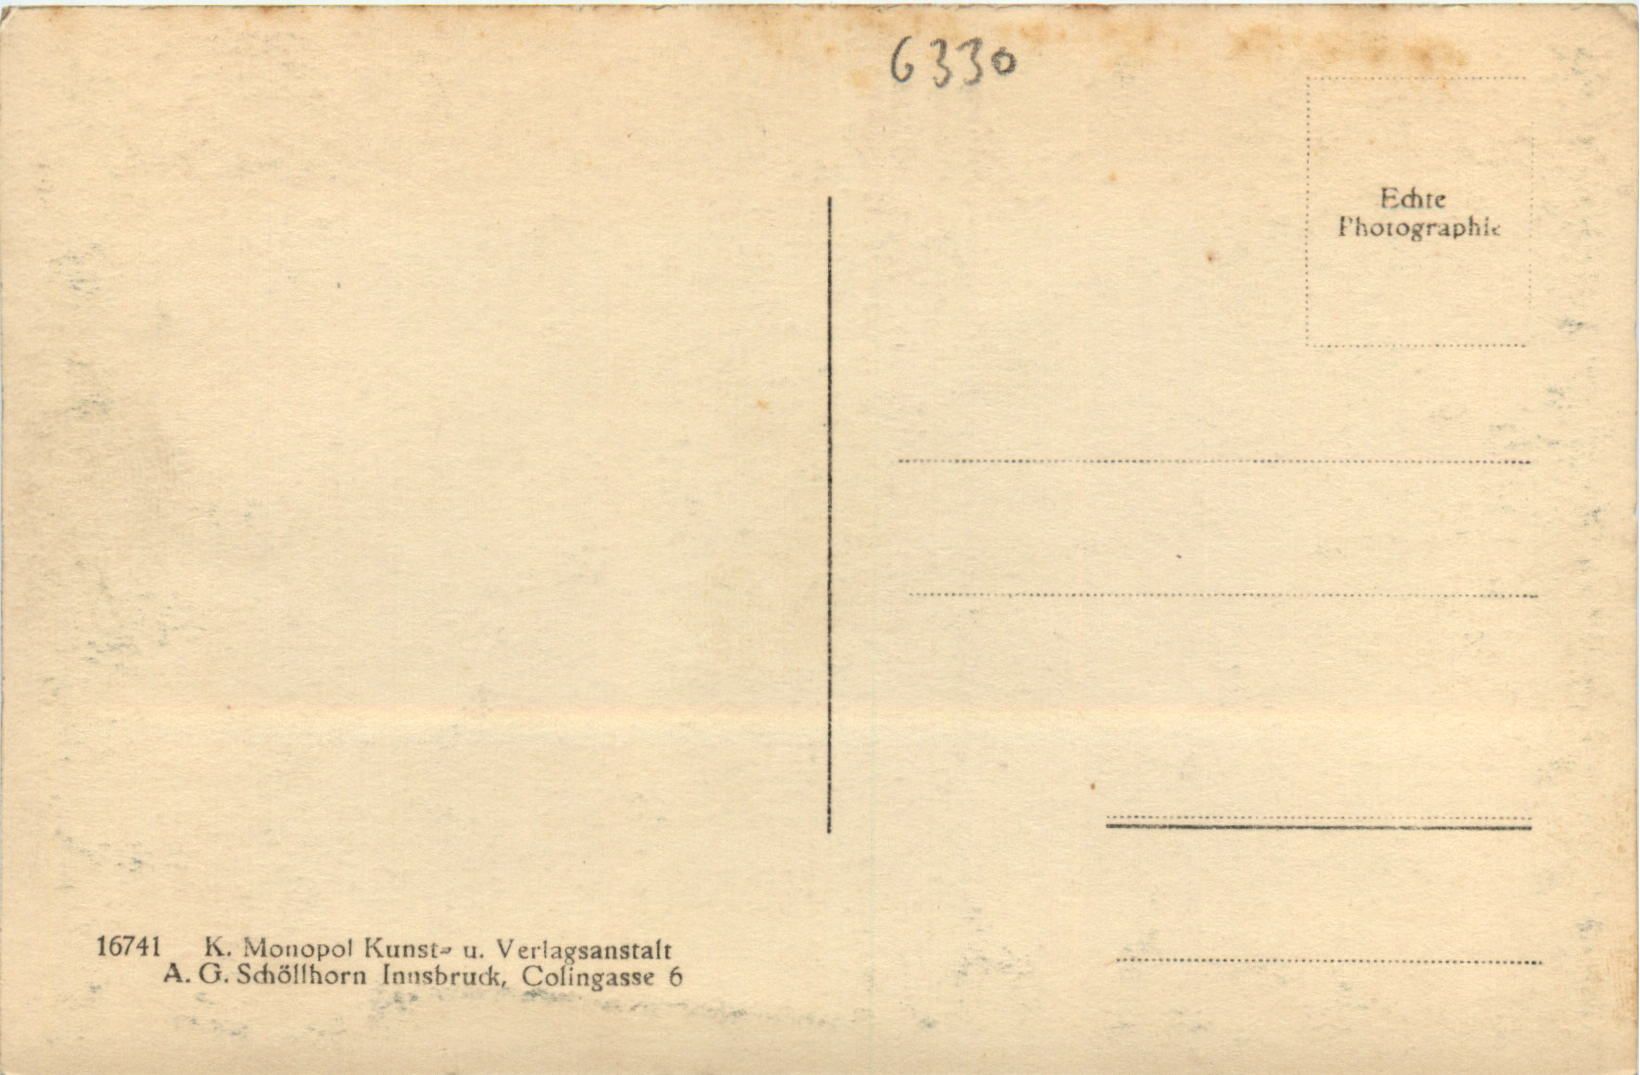 6330
Echte
Photographie
16741 K. Monopol Kunst- u. Verlagsanstalt
A. G. Schöllhorn Innsbruck, Colingasse 6